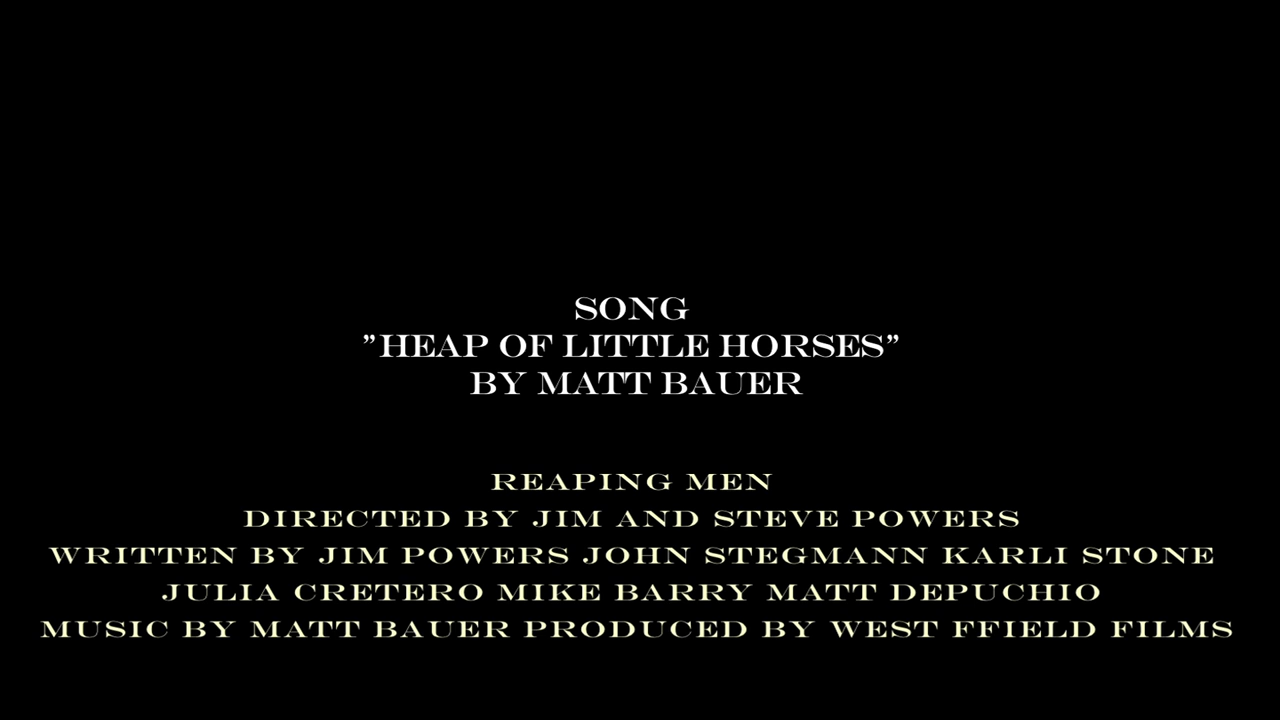 SONG
"HEAP OF LITTLE HORSES"
BY MATT BAUER
REAPING MEN
DIRECTED BY JIM AND STEVE POWERS
WRITTEN BY JIM POWERS JOHN STEGMANN KARLI STONE
JULIA CRETERO MIKE BARRY MATT DEPUCHIO
MUSIC BY MATT BAUER PRODUCED BY WEST FFIELD FILMS